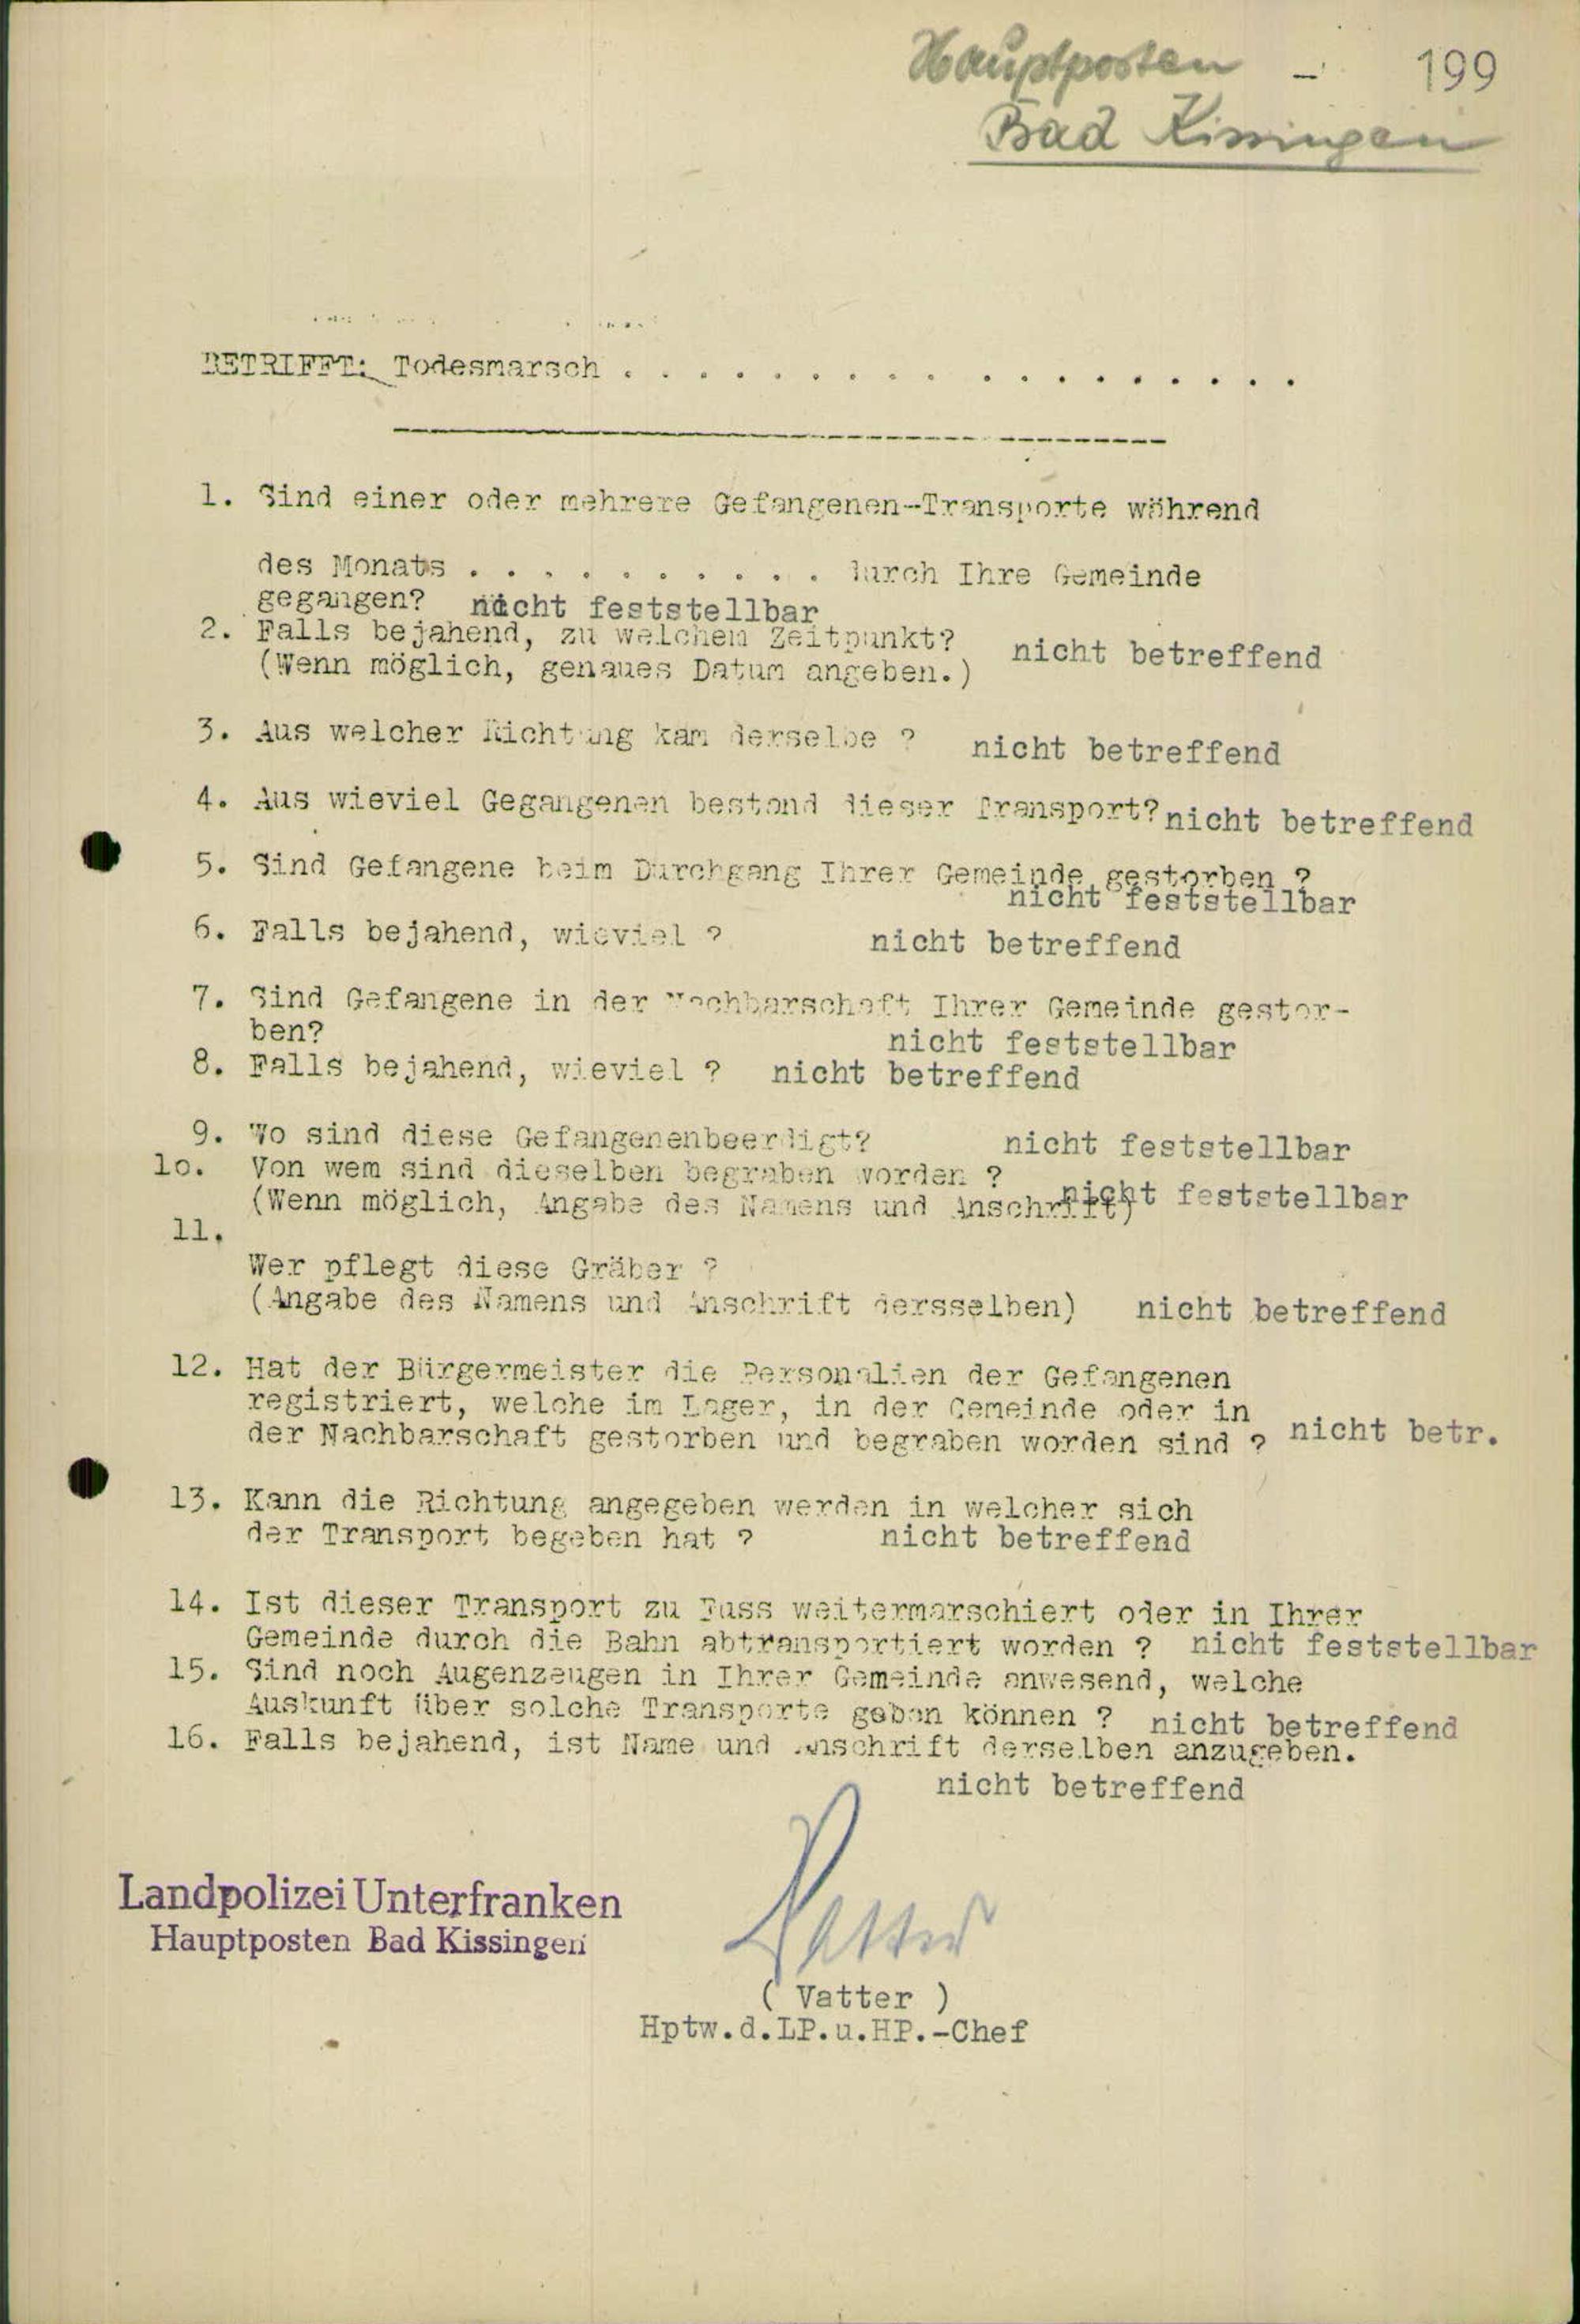 Hauptposten - 199
Bad Kissingen
BETRIFFT: Todesmarsch . . . . . . . . . . . . . . . . . .
1. Sind einer oder mehrere Gefangenen-Transporte während
des Monats . . . . . . . . . . durch Ihre Gemeinde
gegangen? nicht feststellbar
2. Falls bejahend, zu welchem Zeitpunkt? nicht betreffend
(Wenn möglich, genaues Datum angeben.)
3. Aus welcher Richtung kam derselbe ? nicht betreffend
4. Aus wieviel Gegangenen bestand dieser Transport? nicht betreffend
5. Sind Gefangene beim Durchgang Ihrer Gemeinde gestorben ?
nicht feststellbar
6. Falls bejahend, wieviel ? nicht betreffend
7. Sind Gefangene in der Nachbarschaft Ihrer Gemeinde gestor-
ben? nicht feststellbar
8. Falls bejahend, wieviel ? nicht betreffend
9. Wo sind diese Gefangenenbeerdigt? nicht feststellbar
10. Von wem sind dieselben begraben worden ?
(Wenn möglich, Angabe des Namens und Anschrift) nicht feststellbar
11.
Wer pflegt diese Gräber ?
(Angabe des Namens und Anschrift dersselben) nicht betreffend
12. Hat der Bürgermeister die Personalien der Gefangenen
registriert, welche im Lager, in der Gemeinde oder in
der Nachbarschaft gestorben und begraben worden sind ? nicht betr.
13. Kann die Richtung angegeben werden in welcher sich
der Transport begeben hat ? nicht betreffend
14. Ist dieser Transport zu Fuss weitermarschiert oder in Ihrer
Gemeinde durch die Bahn abtransportiert worden ? nicht feststellbar
15. Sind noch Augenzeugen in Ihrer Gemeinde anwesend, welche
Auskunft über solche Transporte geben können ? nicht betreffend
16. Falls bejahend, ist Name und Anschrift derselben anzugeben.
nicht betreffend
Landpolizei Unterfranken
Hauptposten Bad Kissingen
Vatter
( Vatter )
Hptw.d.LP.u.HP.-Chef